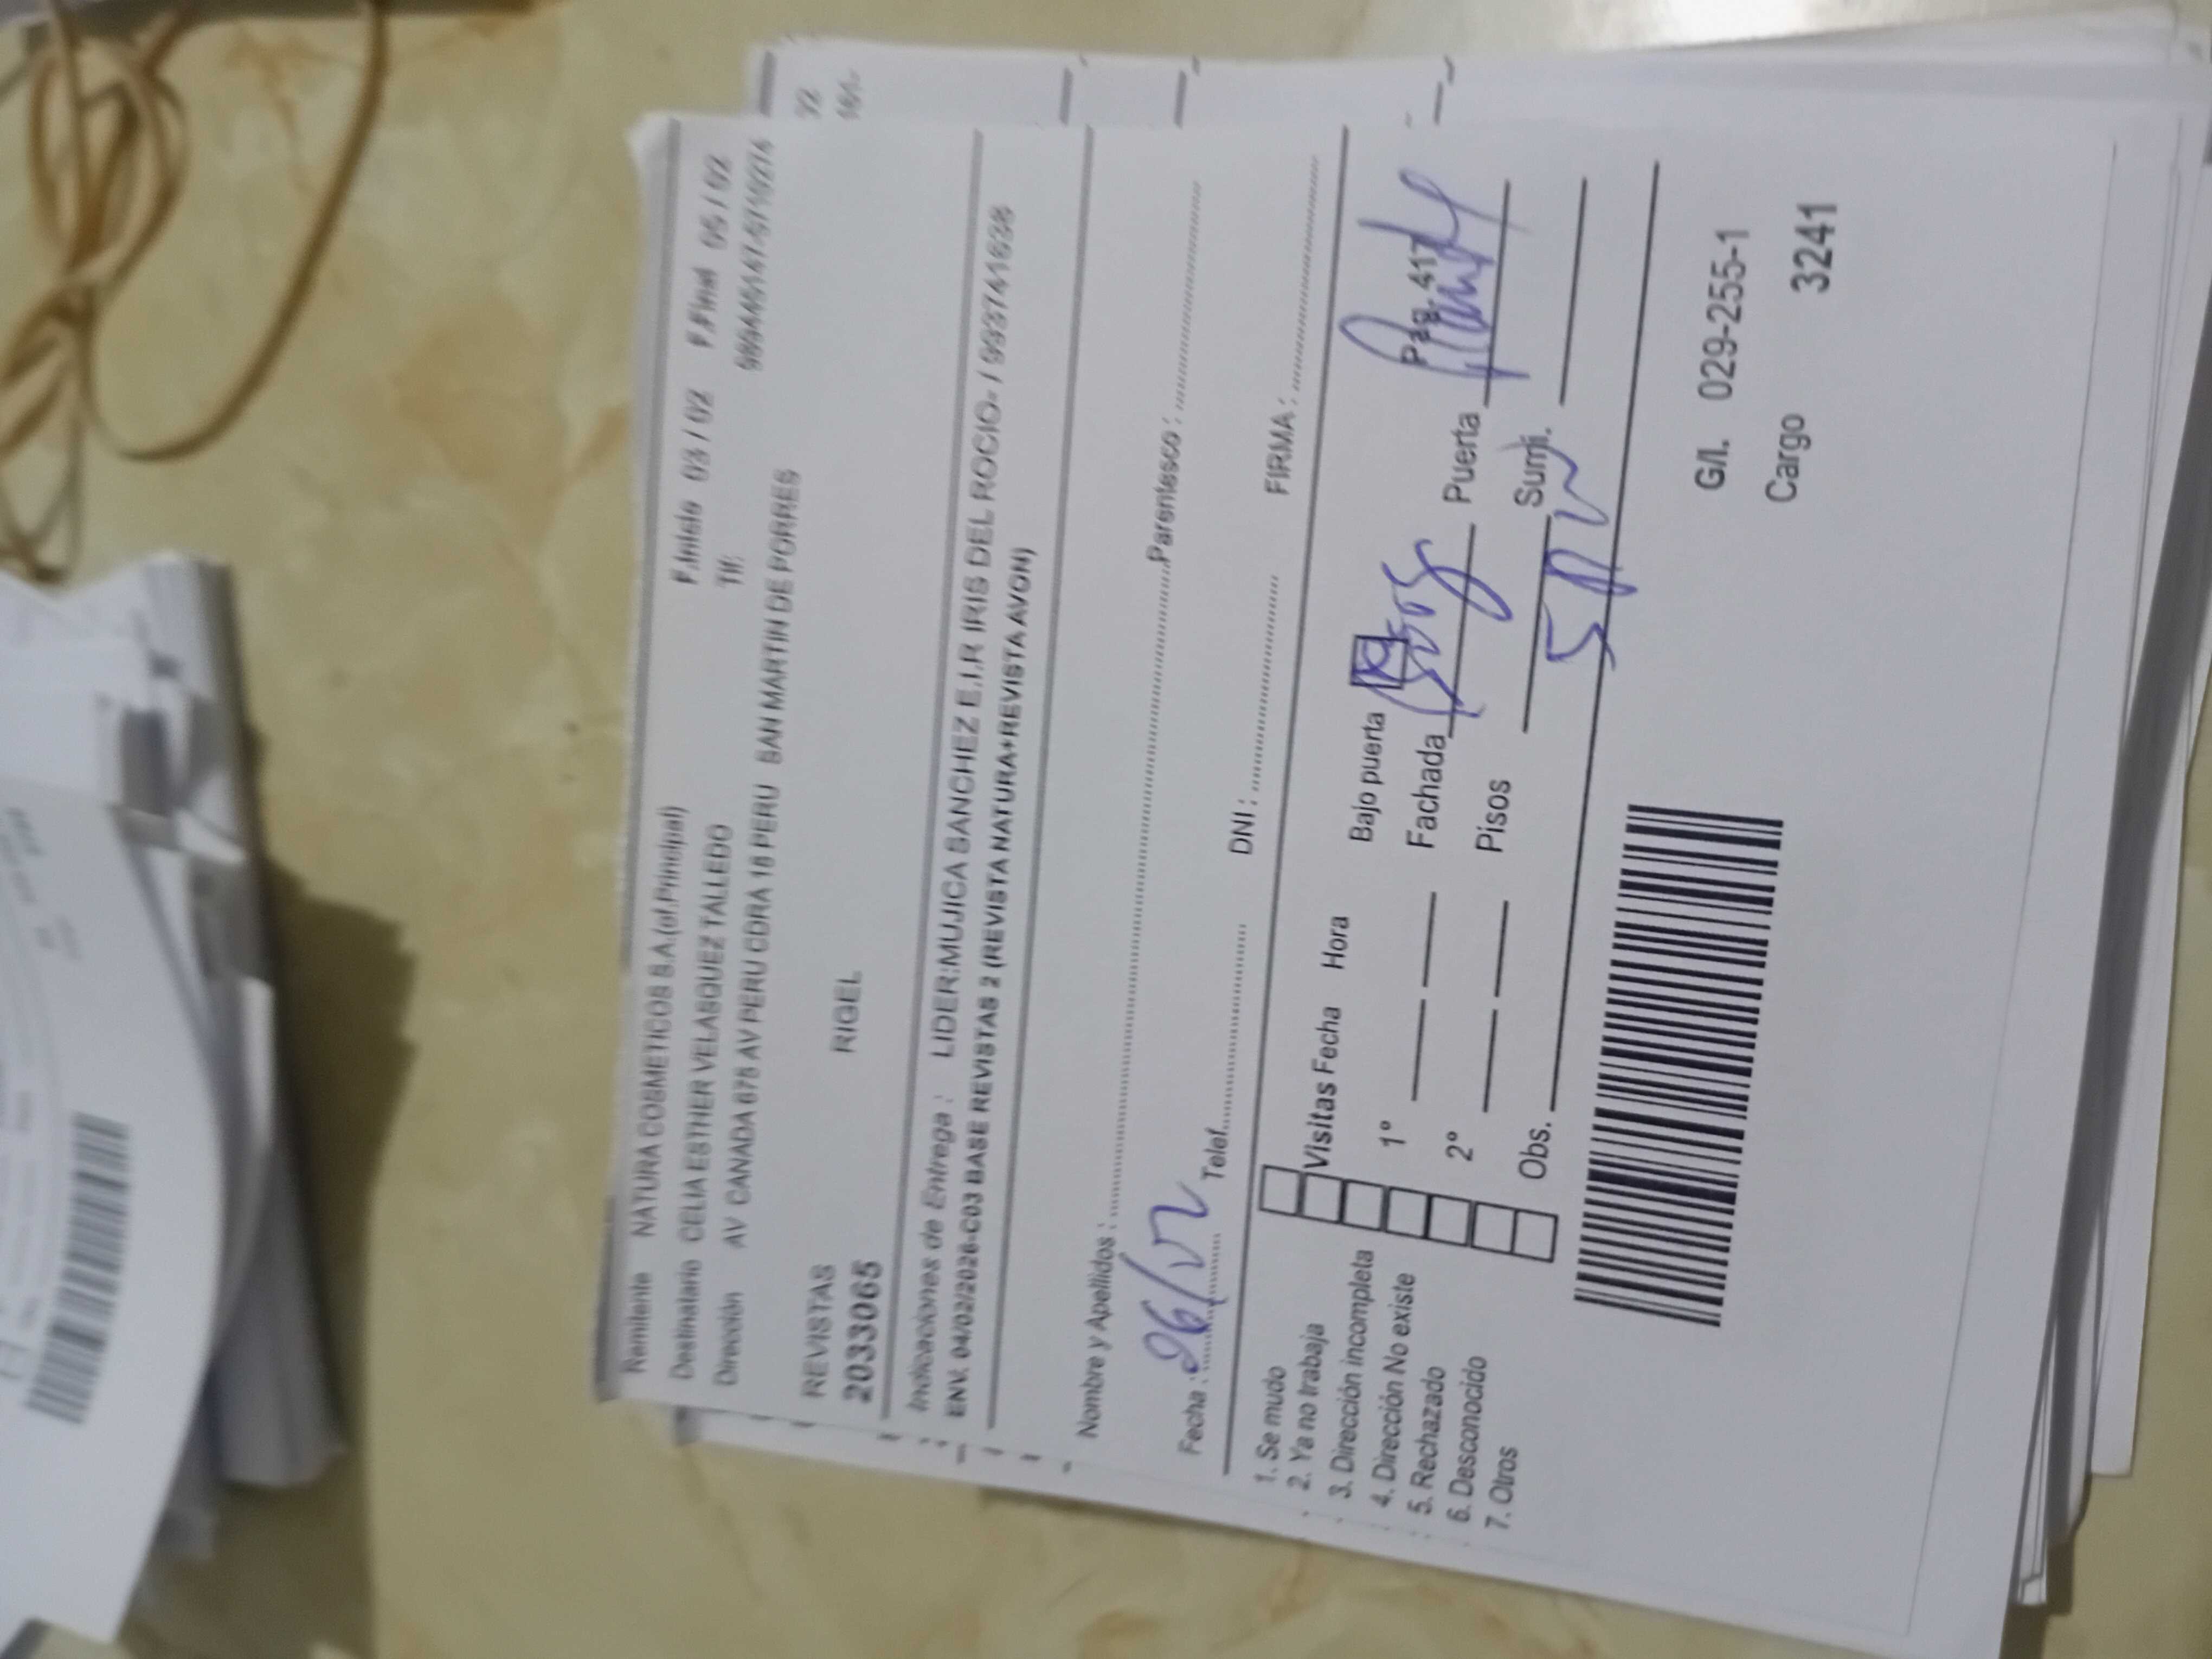 Remitente NATURA COSMETICOS S.A.(of.Principal) F.Inicio 03 / 02 F.Final 05 / 02
Destinatario CELIA ESTHER VELASQUEZ TALLEDO Tlf:
Dirección AV CANADA 675 AV PERU CDRA 18 PERU SAN MARTIN DE PORRES
REVISTAS RIGEL
2033065
Indicaciones de Entrega : LIDER:MUJICA SANCHEZ E.I.R IRIS DEL ROCIO- / 993741638
ENV. 04/02/2026-C03 BASE REVISTAS 2 (REVISTA NATURA+REVISTA AVON)
Nombre y Apellidos : Parentesco :
Fecha : Telef. DNI : FIRMA :
1. Se mudo
2. Ya no trabaja
3. Dirección incompleta
4. Dirección No existe
5. Rechazado
6. Desconocido
7. Otros
Visitas Fecha Hora Bajo puerta Pag. 417
1° Fachada Puerta
2° Pisos Sumi.
Obs.
G/I. 029-255-1
Cargo 3241